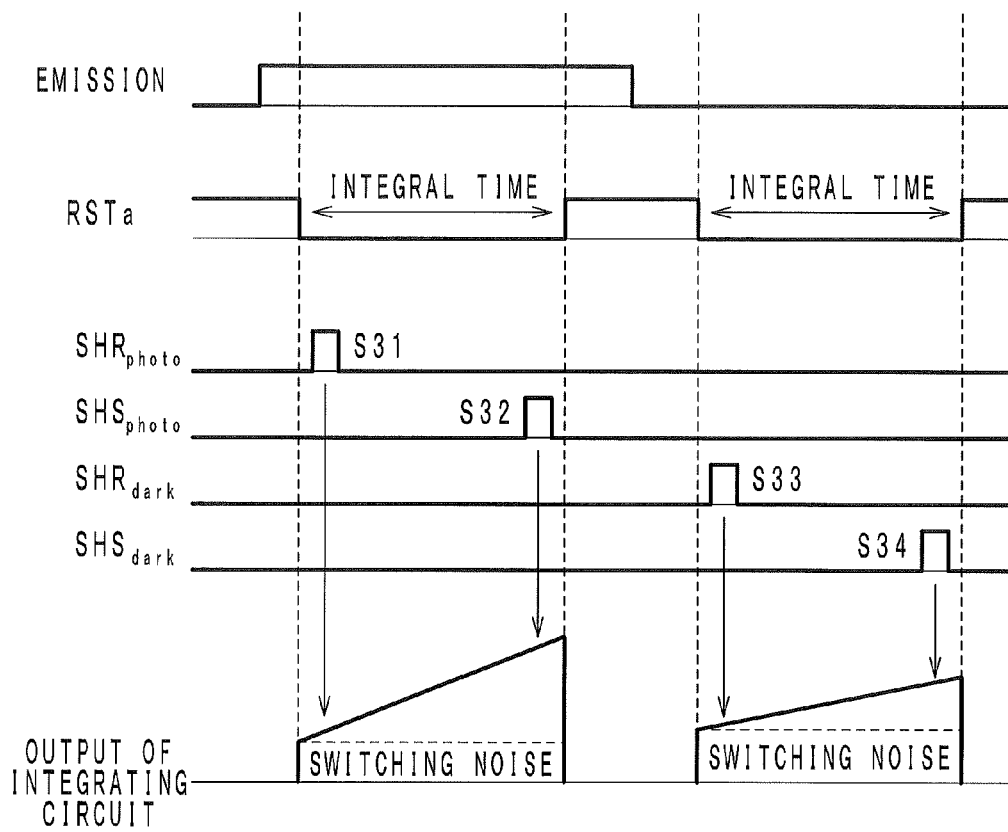 EMISSION
INTEGRAL TIME
INTEGRAL TIME
RSTa
SHRphoto
S31
SHSphoto
S32
SHRdark
S33
SHSdark
S34
OUTPUT OF
INTEGRATING
CIRCUIT
SWITCHING NOISE
SWITCHING NOISE